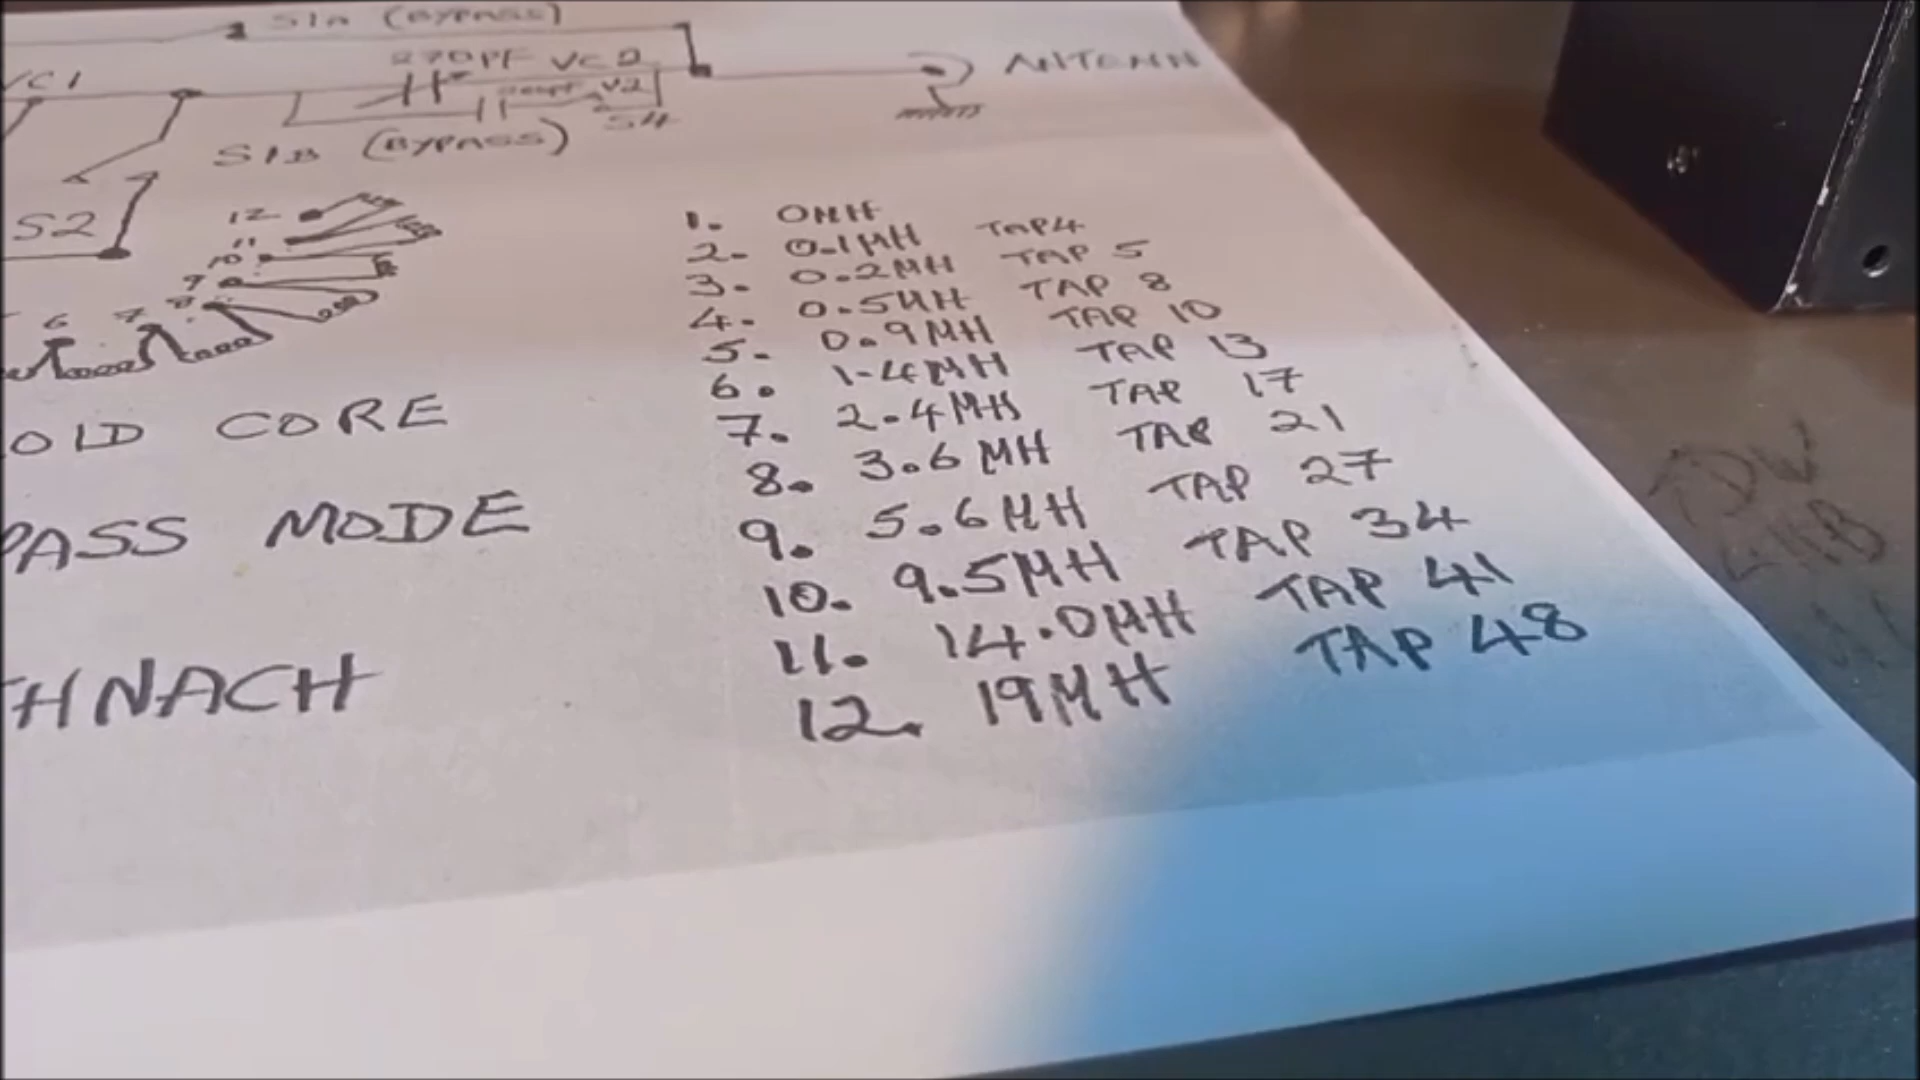 S1A (BYPASS)
270PF VC2
VC1
V2
S4
ANTENN
S1B (BYPASS)
S2
12
11
10
9
8
7
6
1. 0MH
2. 0.1MH TAP4
3. 0.2MH TAP 5
4. 0.5MH TAP 8
5. 0.9MH TAP 10
6. 1.4MH TAP 13
7. 2.4MH TAP 17
8. 3.6MH TAP 21
9. 5.6MH TAP 27
10. 9.5MH TAP 34
11. 14.0MH TAP 41
12. 19MH TAP 48
OLD CORE
PASS MODE
HNACH